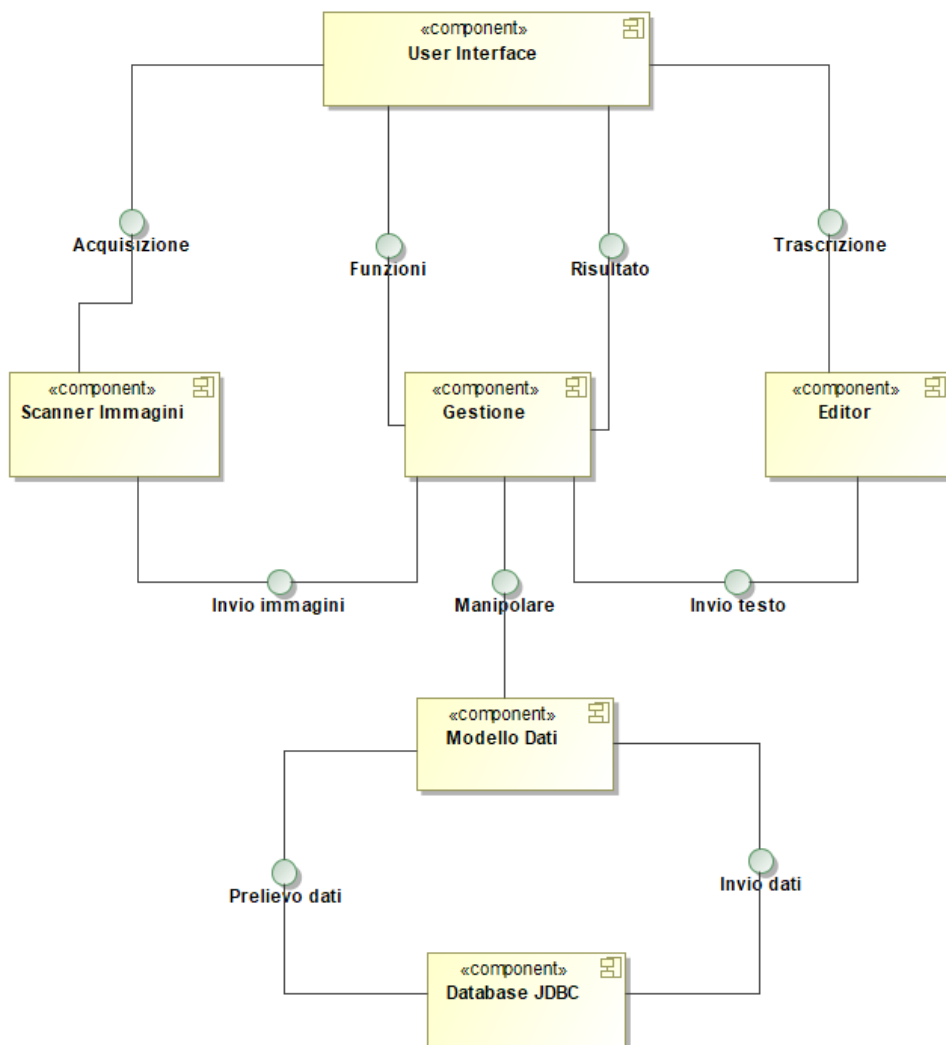 «component»
User Interface
Acquisizione
Funzioni
Risultato
Trascrizione
«component»
Scanner Immagini
«component»
Gestione
«component»
Editor
Invio immagini
Manipolare
Invio testo
«component»
Modello Dati
Prelievo dati
Invio dati
«component»
Database JDBC